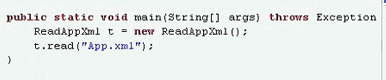 public static void main(String[] args) throws Exception
ReadAppXml t = new ReadAppXml();
t.read("App.xml");
}